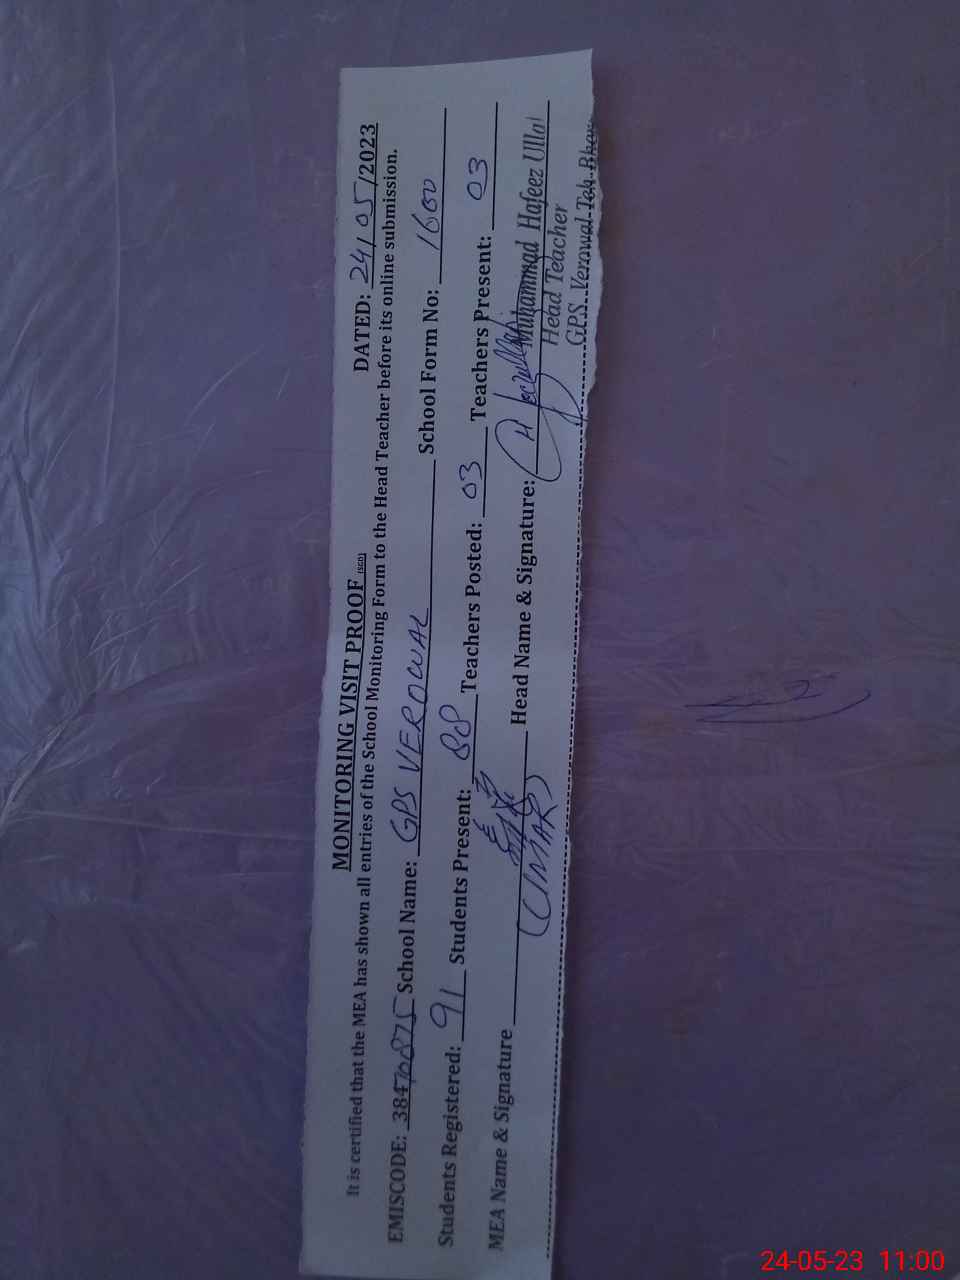 MONITORING VISIT PROOF (SGD) DATED: 24/05/2023
It is certified that the MEA has shown all entries of the School Monitoring Form to the Head Teacher before its online submission.
EMISCODE: 38470875 School Name: GPS VEROWAL School Form No: 1600
Students Registered: 91 Students Present: 88 Teachers Posted: 03 Teachers Present: 03
MEA Name & Signature (UMAR) Head Name & Signature:
Muhammad Hafeez Ullah
Head Teacher
GPS Verowal Teh.
24-05-23 11:00